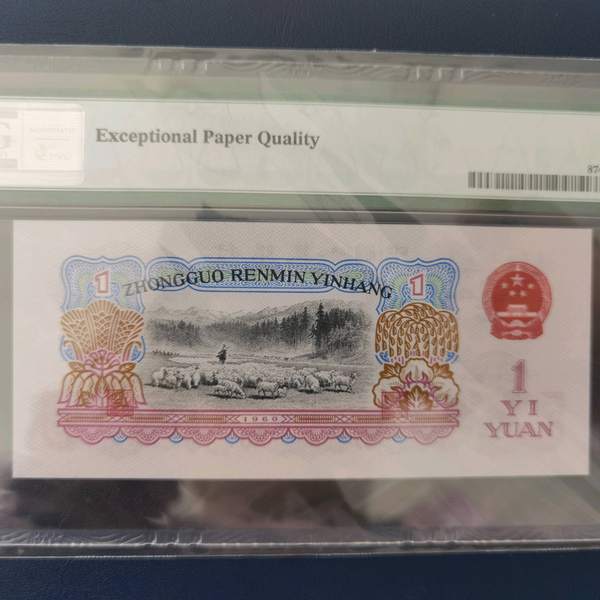 Exceptional Paper Quality
ZHONGGUO RENMIN YINHANG
1
1
1960
1
YI
YUAN